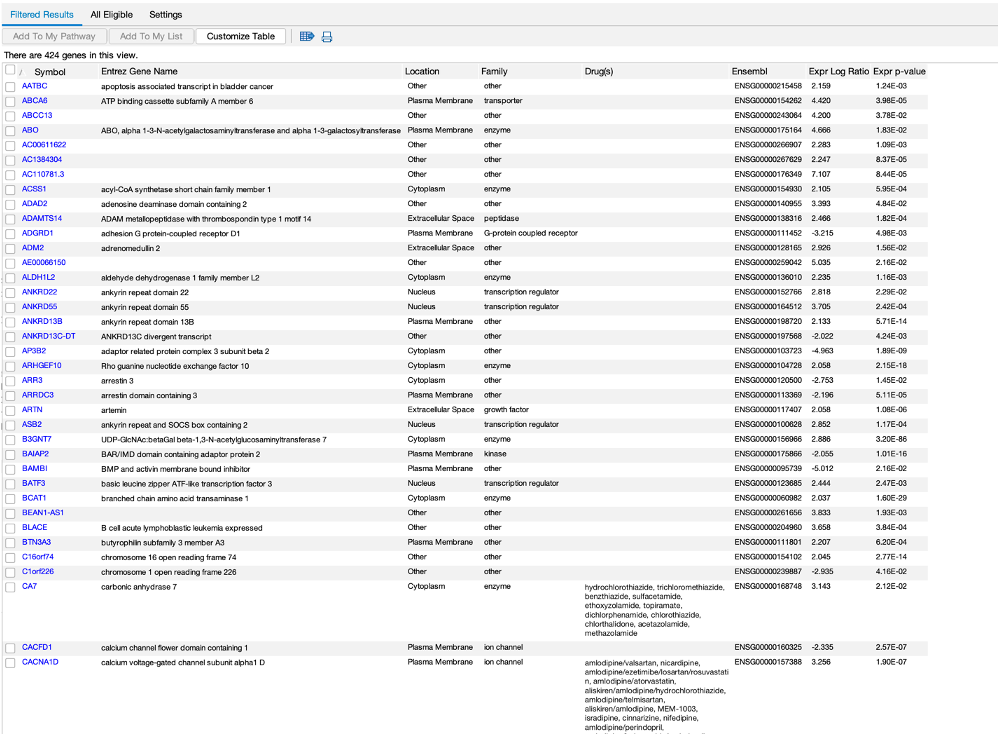 Filtered Results All Eligible Settings
Add To My Pathway Add To My List Customize Table
There are 424 genes in this view.
/ Symbol Entrez Gene Name Location Family Drug(s) Ensembl Expr Log Ratio Expr p-value
AATBC apoptosis associated transcript in bladder cancer Other other ENSG00000215458 2.159 1.24E-03
ABCA6 ATP binding cassette subfamily A member 6 Plasma Membrane transporter ENSG00000154262 4.420 3.98E-05
ABCC13 Other other ENSG00000243064 4.200 3.78E-02
ABO ABO, alpha 1-3-N-acetylgalactosaminyltransferase and alpha 1-3-galactosyltransferase Plasma Membrane enzyme ENSG00000175164 4.666 1.83E-02
AC00611622 Other other ENSG00000266907 2.283 1.09E-03
AC1384304 Other other ENSG00000267629 2.247 8.37E-05
AC110781.3 Other other ENSG00000176349 7.107 8.44E-05
ACSS1 acyl-CoA synthetase short chain family member 1 Cytoplasm enzyme ENSG00000154930 2.105 5.95E-04
ADAD2 adenosine deaminase domain containing 2 Other other ENSG00000140955 3.393 4.84E-02
ADAMTS14 ADAM metallopeptidase with thrombospondin type 1 motif 14 Extracellular Space peptidase ENSG00000138316 2.466 1.82E-04
ADGRD1 adhesion G protein-coupled receptor D1 Plasma Membrane G-protein coupled receptor ENSG00000111452 -3.215 4.98E-03
ADM2 adrenomedullin 2 Extracellular Space other ENSG00000128165 2.926 1.56E-02
AE00066150 Other other ENSG00000259042 5.035 2.16E-02
ALDH1L2 aldehyde dehydrogenase 1 family member L2 Cytoplasm enzyme ENSG00000136010 2.235 1.16E-03
ANKRD22 ankyrin repeat domain 22 Nucleus transcription regulator ENSG00000152766 2.818 2.29E-02
ANKRD55 ankyrin repeat domain 55 Nucleus transcription regulator ENSG00000164512 3.705 2.42E-04
ANKRD13B ankyrin repeat domain 13B Plasma Membrane other ENSG00000198720 2.133 5.71E-14
ANKRD13C-DT ANKRD13C divergent transcript Other other ENSG00000197568 -2.022 4.24E-03
AP3B2 adaptor related protein complex 3 subunit beta 2 Cytoplasm other ENSG00000103723 -4.963 1.89E-09
ARHGEF10 Rho guanine nucleotide exchange factor 10 Cytoplasm enzyme ENSG00000104728 2.058 2.15E-18
ARR3 arrestin 3 Cytoplasm other ENSG00000120500 -2.753 1.45E-02
ARRDC3 arrestin domain containing 3 Plasma Membrane other ENSG00000113369 -2.196 5.11E-05
ARTN artemin Extracellular Space growth factor ENSG00000117407 2.058 1.08E-06
ASB2 ankyrin repeat and SOCS box containing 2 Nucleus transcription regulator ENSG00000100628 2.852 1.17E-04
B3GNT7 UDP-GlcNAc:betaGal beta-1,3-N-acetylglucosaminyltransferase 7 Cytoplasm enzyme ENSG00000156966 2.886 3.20E-86
BAIAP2 BAR/IMD domain containing adaptor protein 2 Plasma Membrane kinase ENSG00000175866 -2.055 1.01E-16
BAMBI BMP and activin membrane bound inhibitor Plasma Membrane other ENSG00000095739 -5.012 2.16E-02
BATF3 basic leucine zipper ATF-like transcription factor 3 Nucleus transcription regulator ENSG00000123685 2.444 2.47E-03
BCAT1 branched chain amino acid transaminase 1 Cytoplasm enzyme ENSG00000060982 2.037 1.60E-29
BEAN1-AS1 Other other ENSG00000261656 3.833 1.93E-03
BLACE B cell acute lymphoblastic leukemia expressed Other other ENSG00000204960 3.658 3.84E-04
BTN3A3 butyrophilin subfamily 3 member A3 Plasma Membrane other ENSG00000111801 2.207 6.20E-04
C16orf74 chromosome 16 open reading frame 74 Other other ENSG00000154102 2.045 2.77E-14
C1orf226 chromosome 1 open reading frame 226 Other other ENSG00000239887 -2.935 4.16E-02
CA7 carbonic anhydrase 7 Cytoplasm enzyme hydrochlorothiazide, trichloromethiazide, ENSG00000168748 3.143 2.12E-02
benzthiazide, sulfacetamide,
ethoxyzolamide, topiramate,
dichlorphenamide, chlorothiazide,
chlorthalidone, acetazolamide,
methazolamide
CACFD1 calcium channel flower domain containing 1 Plasma Membrane ion channel ENSG00000160325 -2.335 2.57E-07
CACNA1D calcium voltage-gated channel subunit alpha1 D Plasma Membrane ion channel amlodipine/valsartan, nicardipine, ENSG00000157388 3.256 1.90E-07
amlodipine/ezetimibe/losartan/rosuvastati
n, amlodipine/atorvastatin,
aliskiren/amlodipine/hydrochlorothiazide,
amlodipine/telmisartan,
aliskiren/amlodipine, MEM-1003,
isradipine, cinnarizine, nifedipine,
amlodipine/perindopril,